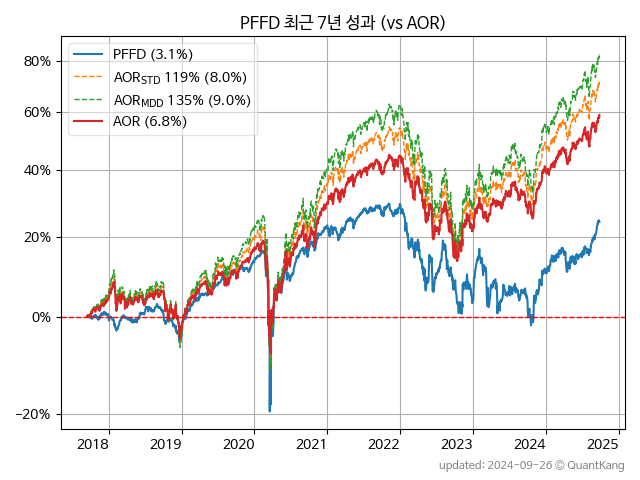 PFFD 최근 7년 성과 (vs AOR)
PFFD (3.1%)
AOR_STD 119% (8.0%)
AOR_MDD 135% (9.0%)
AOR (6.8%)
80%
60%
40%
20%
0%
−20%
2018 2019 2020 2021 2022 2023 2024 2025
updated: 2024-09-26 © QuantKang